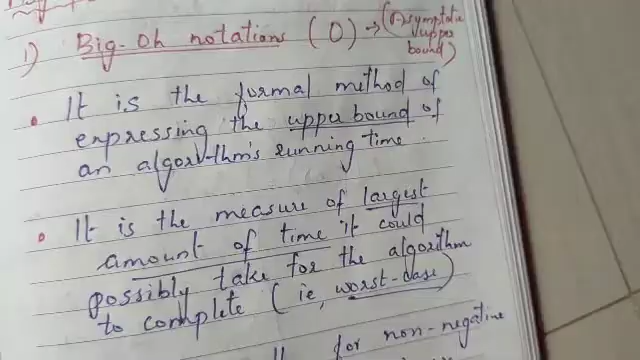 1) Big-Oh notations (O) → (Asymptotic upper bound)
• It is the formal method of
expressing the upper bound of
an algorithm's running time.
• It is the measure of largest
amount of time it could
possibly take for the algorithm
to complete (ie, worst-case)
for non-negative